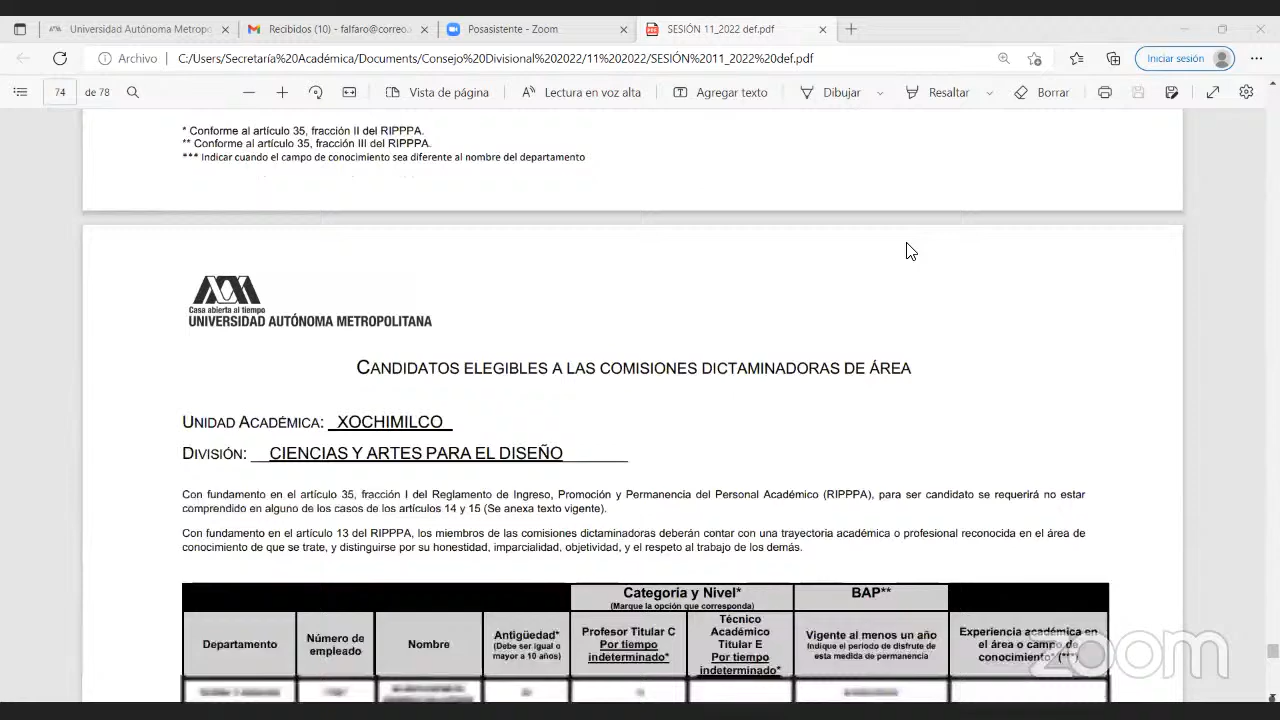 Universidad Autónoma Metropo
Recibidos (10) - falfaro@correo.
Posasistente - Zoom
SESIÓN 11_2022 def.pdf
Archivo
C:/Users/Secretaría%20Académica/Documents/Consejo%20Divisional%202022/11%202022/SESIÓN%2011_2022%20def.pdf
Iniciar sesión
74 de 78
Vista de página
Lectura en voz alta
Agregar texto
Dibujar
Resaltar
Borrar
* Conforme al artículo 35, fracción II del RIPPPA.
** Conforme al artículo 35, fracción III del RIPPPA.
*** Indicar cuando el campo de conocimiento sea diferente al nombre del departamento
Casa abierta al tiempo
UNIVERSIDAD AUTÓNOMA METROPOLITANA
CANDIDATOS ELEGIBLES A LAS COMISIONES DICTAMINADORAS DE ÁREA
UNIDAD ACADÉMICA: XOCHIMILCO
DIVISIÓN: CIENCIAS Y ARTES PARA EL DISEÑO
Con fundamento en el artículo 35, fracción I del Reglamento de Ingreso, Promoción y Permanencia del Personal Académico (RIPPPA), para ser candidato se requerirá no estar
comprendido en alguno de los casos de los artículos 14 y 15 (Se anexa texto vigente).
Con fundamento en el artículo 13 del RIPPPA, los miembros de las comisiones dictaminadoras deberán contar con una trayectoria académica o profesional reconocida en el área de
conocimiento de que se trate, y distinguirse por su honestidad, imparcialidad, objetividad, y el respeto al trabajo de los demás.
Categoría y Nivel*
(Marque la opción que corresponda)
BAP**
Departamento
Número de
empleado
Nombre
Antigüedad*
(Debe ser igual o
mayor a 10 años)
Profesor Titular C
Por tiempo
indeterminado*
Técnico
Académico
Titular E
Por tiempo
indeterminado*
Vigente al menos un año
Indique el periodo de disfrute de
esta medida de permanencia
Experiencia académica en
el área o campo de
conocimiento* (***)
zoom